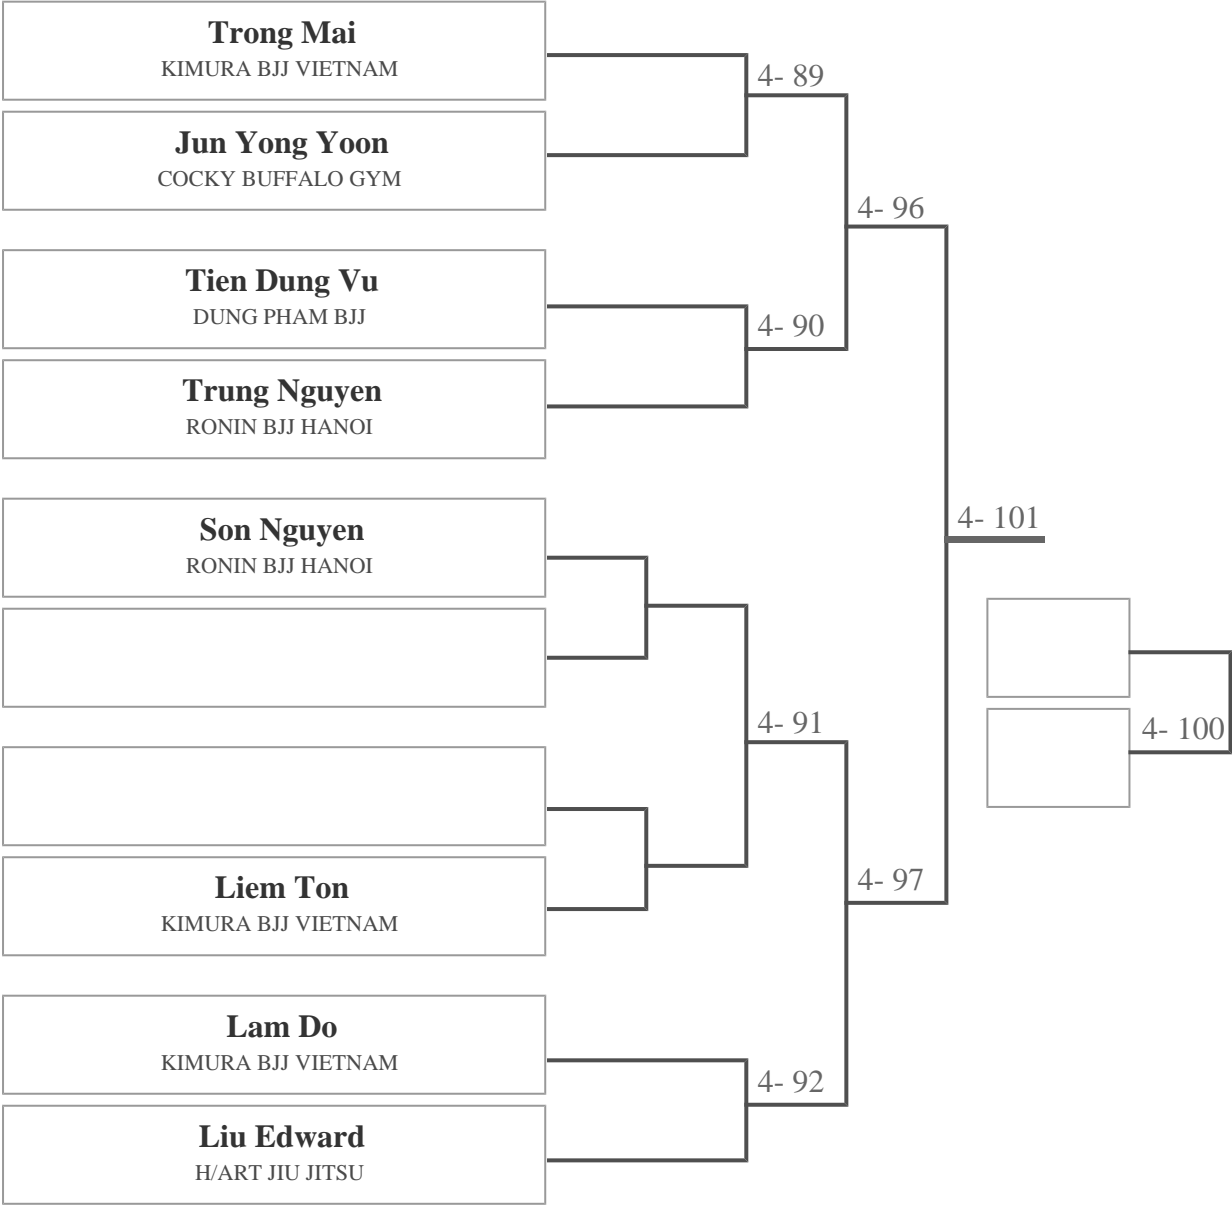 Trong Mai
KIMURA BJJ VIETNAM
4- 89
Jun Yong Yoon
COCKY BUFFALO GYM
4- 96
Tien Dung Vu
DUNG PHAM BJJ
4- 90
Trung Nguyen
RONIN BJJ HANOI
Son Nguyen
RONIN BJJ HANOI
4- 101
4- 91
4- 100
Liem Ton
KIMURA BJJ VIETNAM
4- 97
Lam Do
KIMURA BJJ VIETNAM
4- 92
Liu Edward
H/ART JIU JITSU